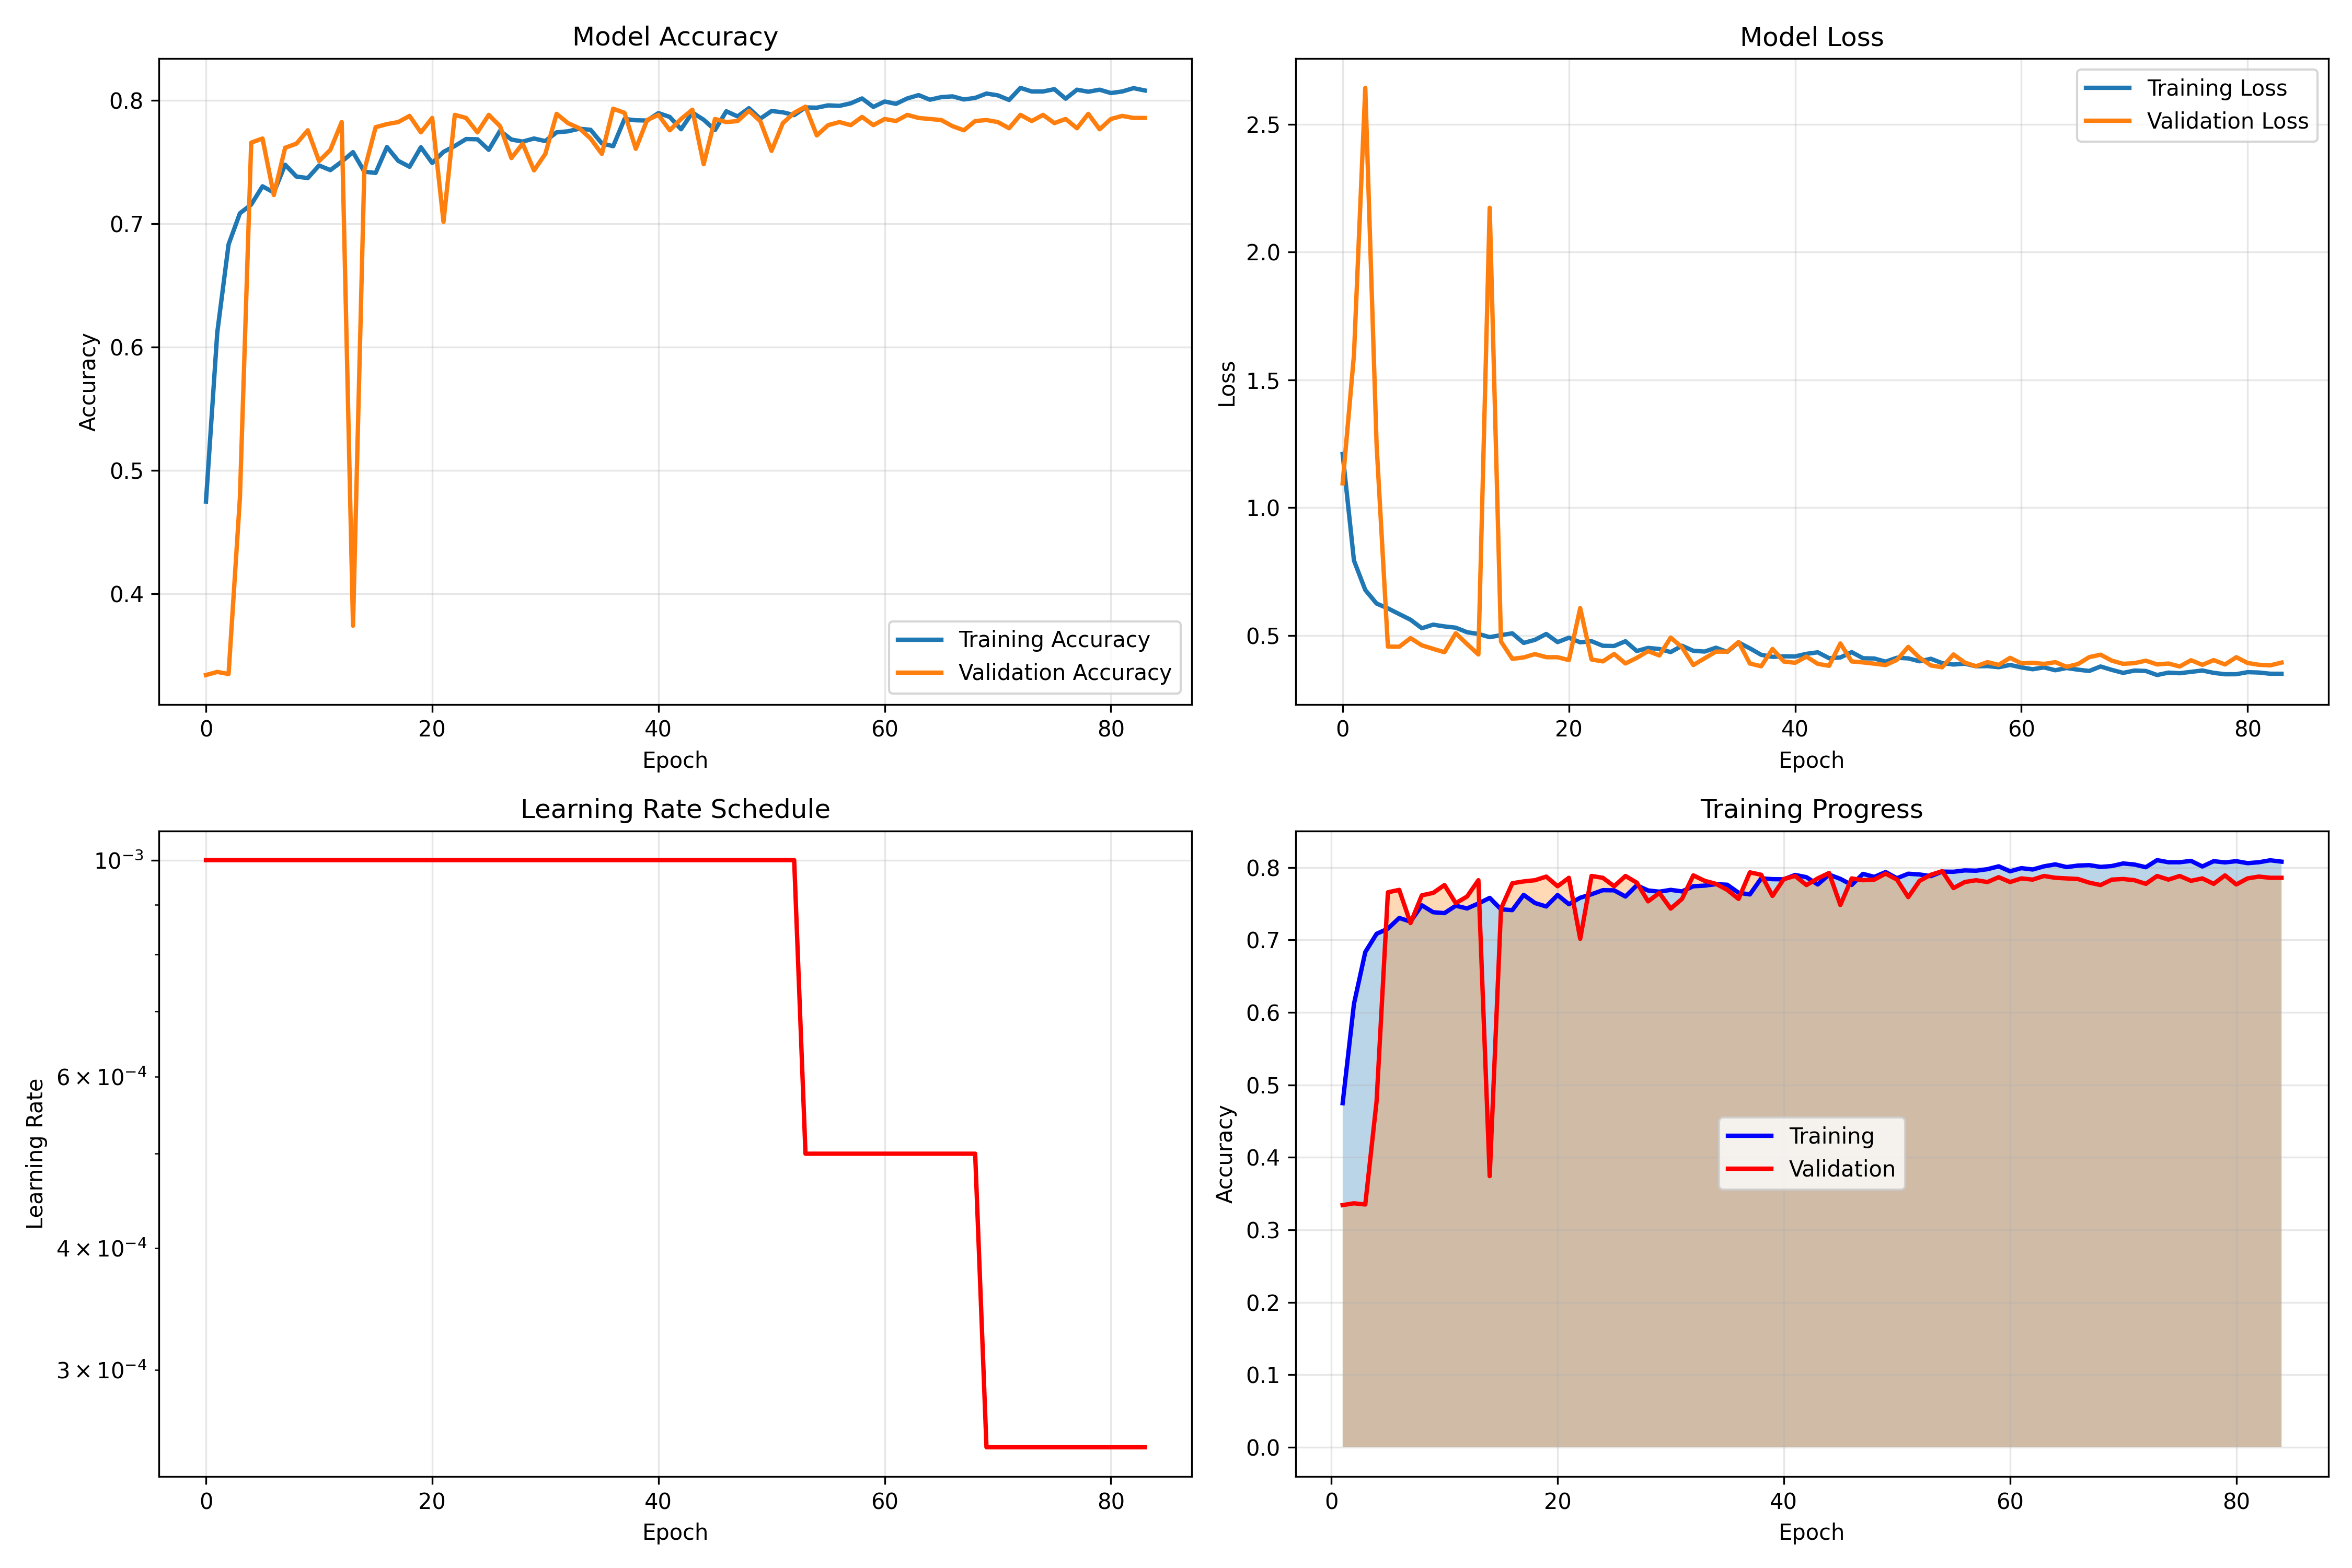 Model Accuracy
Accuracy
0.8
0.7
0.6
0.5
0.4
Training Accuracy
Validation Accuracy
0 20 40 60 80
Epoch
Model Loss
Loss
2.5
2.0
1.5
1.0
0.5
Training Loss
Validation Loss
0 20 40 60 80
Epoch
Learning Rate Schedule
Learning Rate
10⁻³
6 × 10⁻⁴
4 × 10⁻⁴
3 × 10⁻⁴
0 20 40 60 80
Epoch
Training Progress
Accuracy
0.8
0.7
0.6
0.5
0.4
0.3
0.2
0.1
0.0
Training
Validation
0 20 40 60 80
Epoch